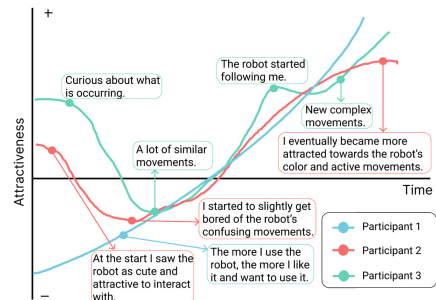 +
Curious about what
is occurring.
The robot started
following me.
New complex
movements.
A lot of similar
movements.
I eventually became more
attracted towards the robot's
color and active movements.
Attractiveness
Time
I started to slightly get
bored of the robot's
confusing movements.
At the start I saw the
robot as cute and
attractive to interact
with.
The more I use the
robot, the more I like
it and want to use it.
Participant 1
Participant 2
Participant 3
–